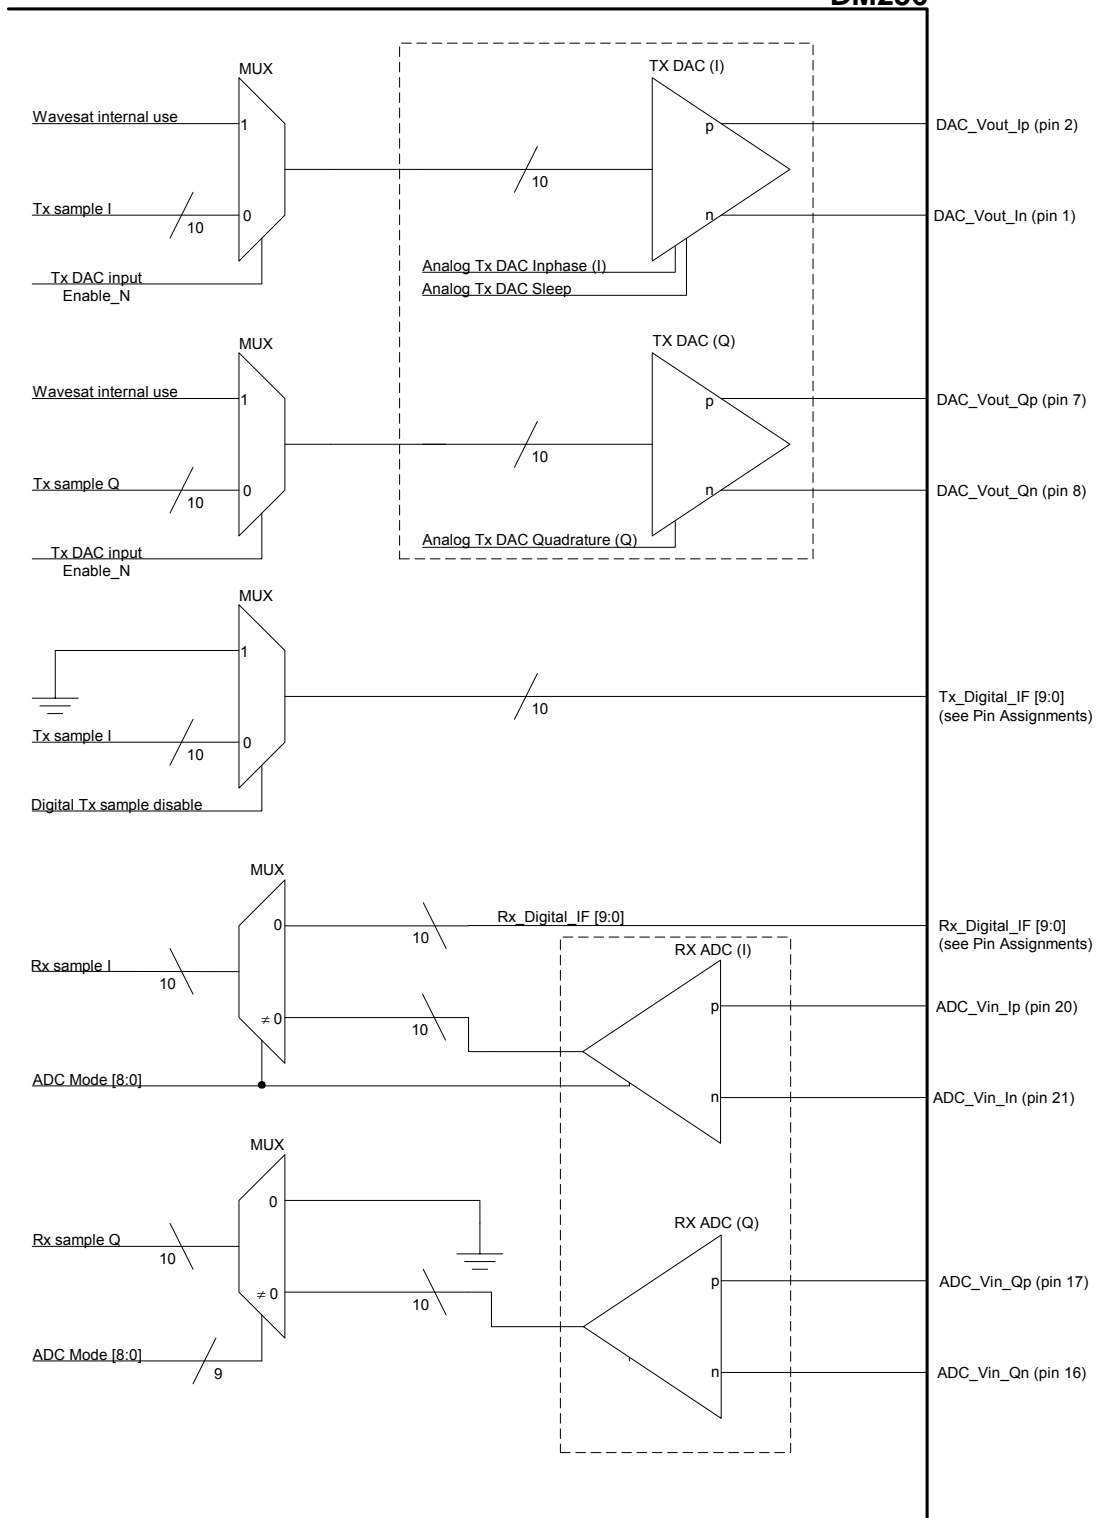 MUX
TX DAC (I)
Wavesat internal use
1
p
DAC_Vout_Ip (pin 2)
10
Tx sample I
10
0
n
DAC_Vout_In (pin 1)
Analog Tx DAC Inphase (I)
Tx DAC input
Enable_N
Analog Tx DAC Sleep
MUX
TX DAC (Q)
Wavesat internal use
1
p
DAC_Vout_Qp (pin 7)
10
Tx sample Q
10
0
n
DAC_Vout_Qn (pin 8)
Analog Tx DAC Quadrature (Q)
Tx DAC input
Enable_N
MUX
1
10
Tx_Digital_IF [9:0]
(see Pin Assignments)
Tx sample I
10
0
Digital Tx sample disable
MUX
0
10
Rx_Digital_IF [9:0]
Rx_Digital_IF [9:0]
(see Pin Assignments)
RX ADC (I)
Rx sample I
10
≠ 0
10
p
ADC_Vin_Ip (pin 20)
ADC Mode [8:0]
n
ADC_Vin_In (pin 21)
MUX
0
RX ADC (Q)
Rx sample Q
10
≠ 0
10
p
ADC_Vin_Qp (pin 17)
ADC Mode [8:0]
9
n
ADC_Vin_Qn (pin 16)